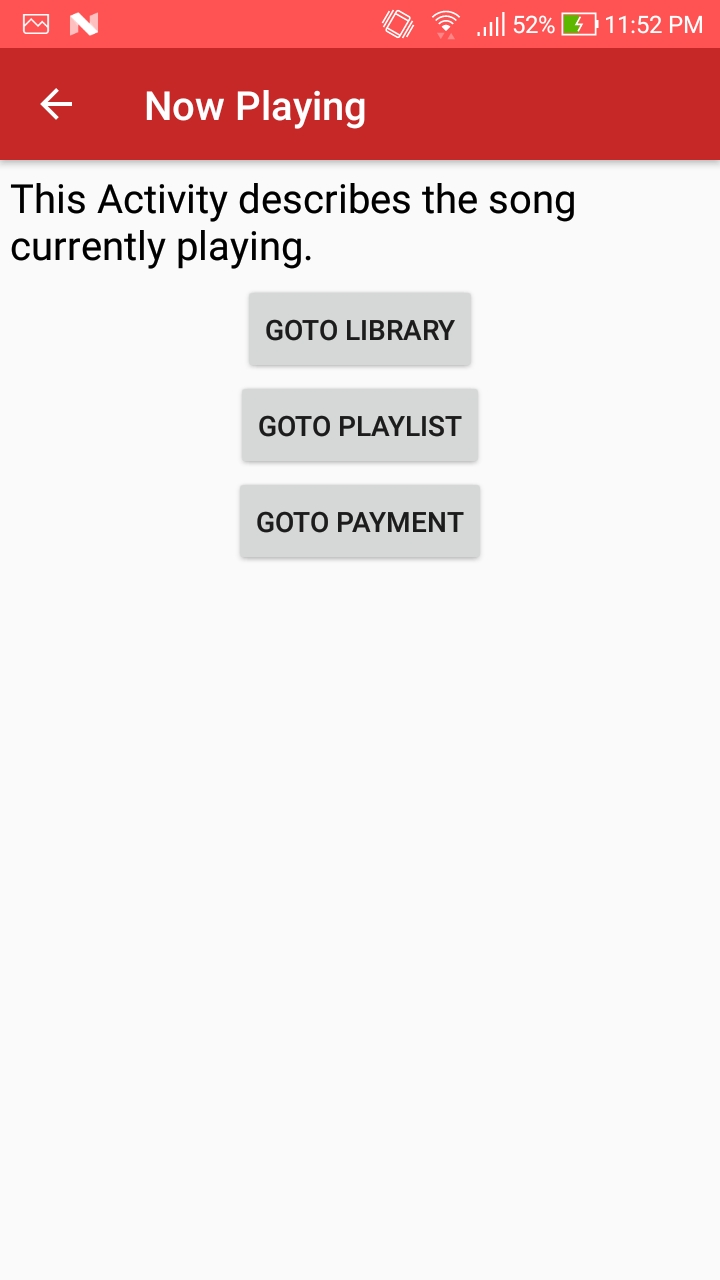 52% 11:52 PM
Now Playing
This Activity describes the song
currently playing.
GOTO LIBRARY
GOTO PLAYLIST
GOTO PAYMENT